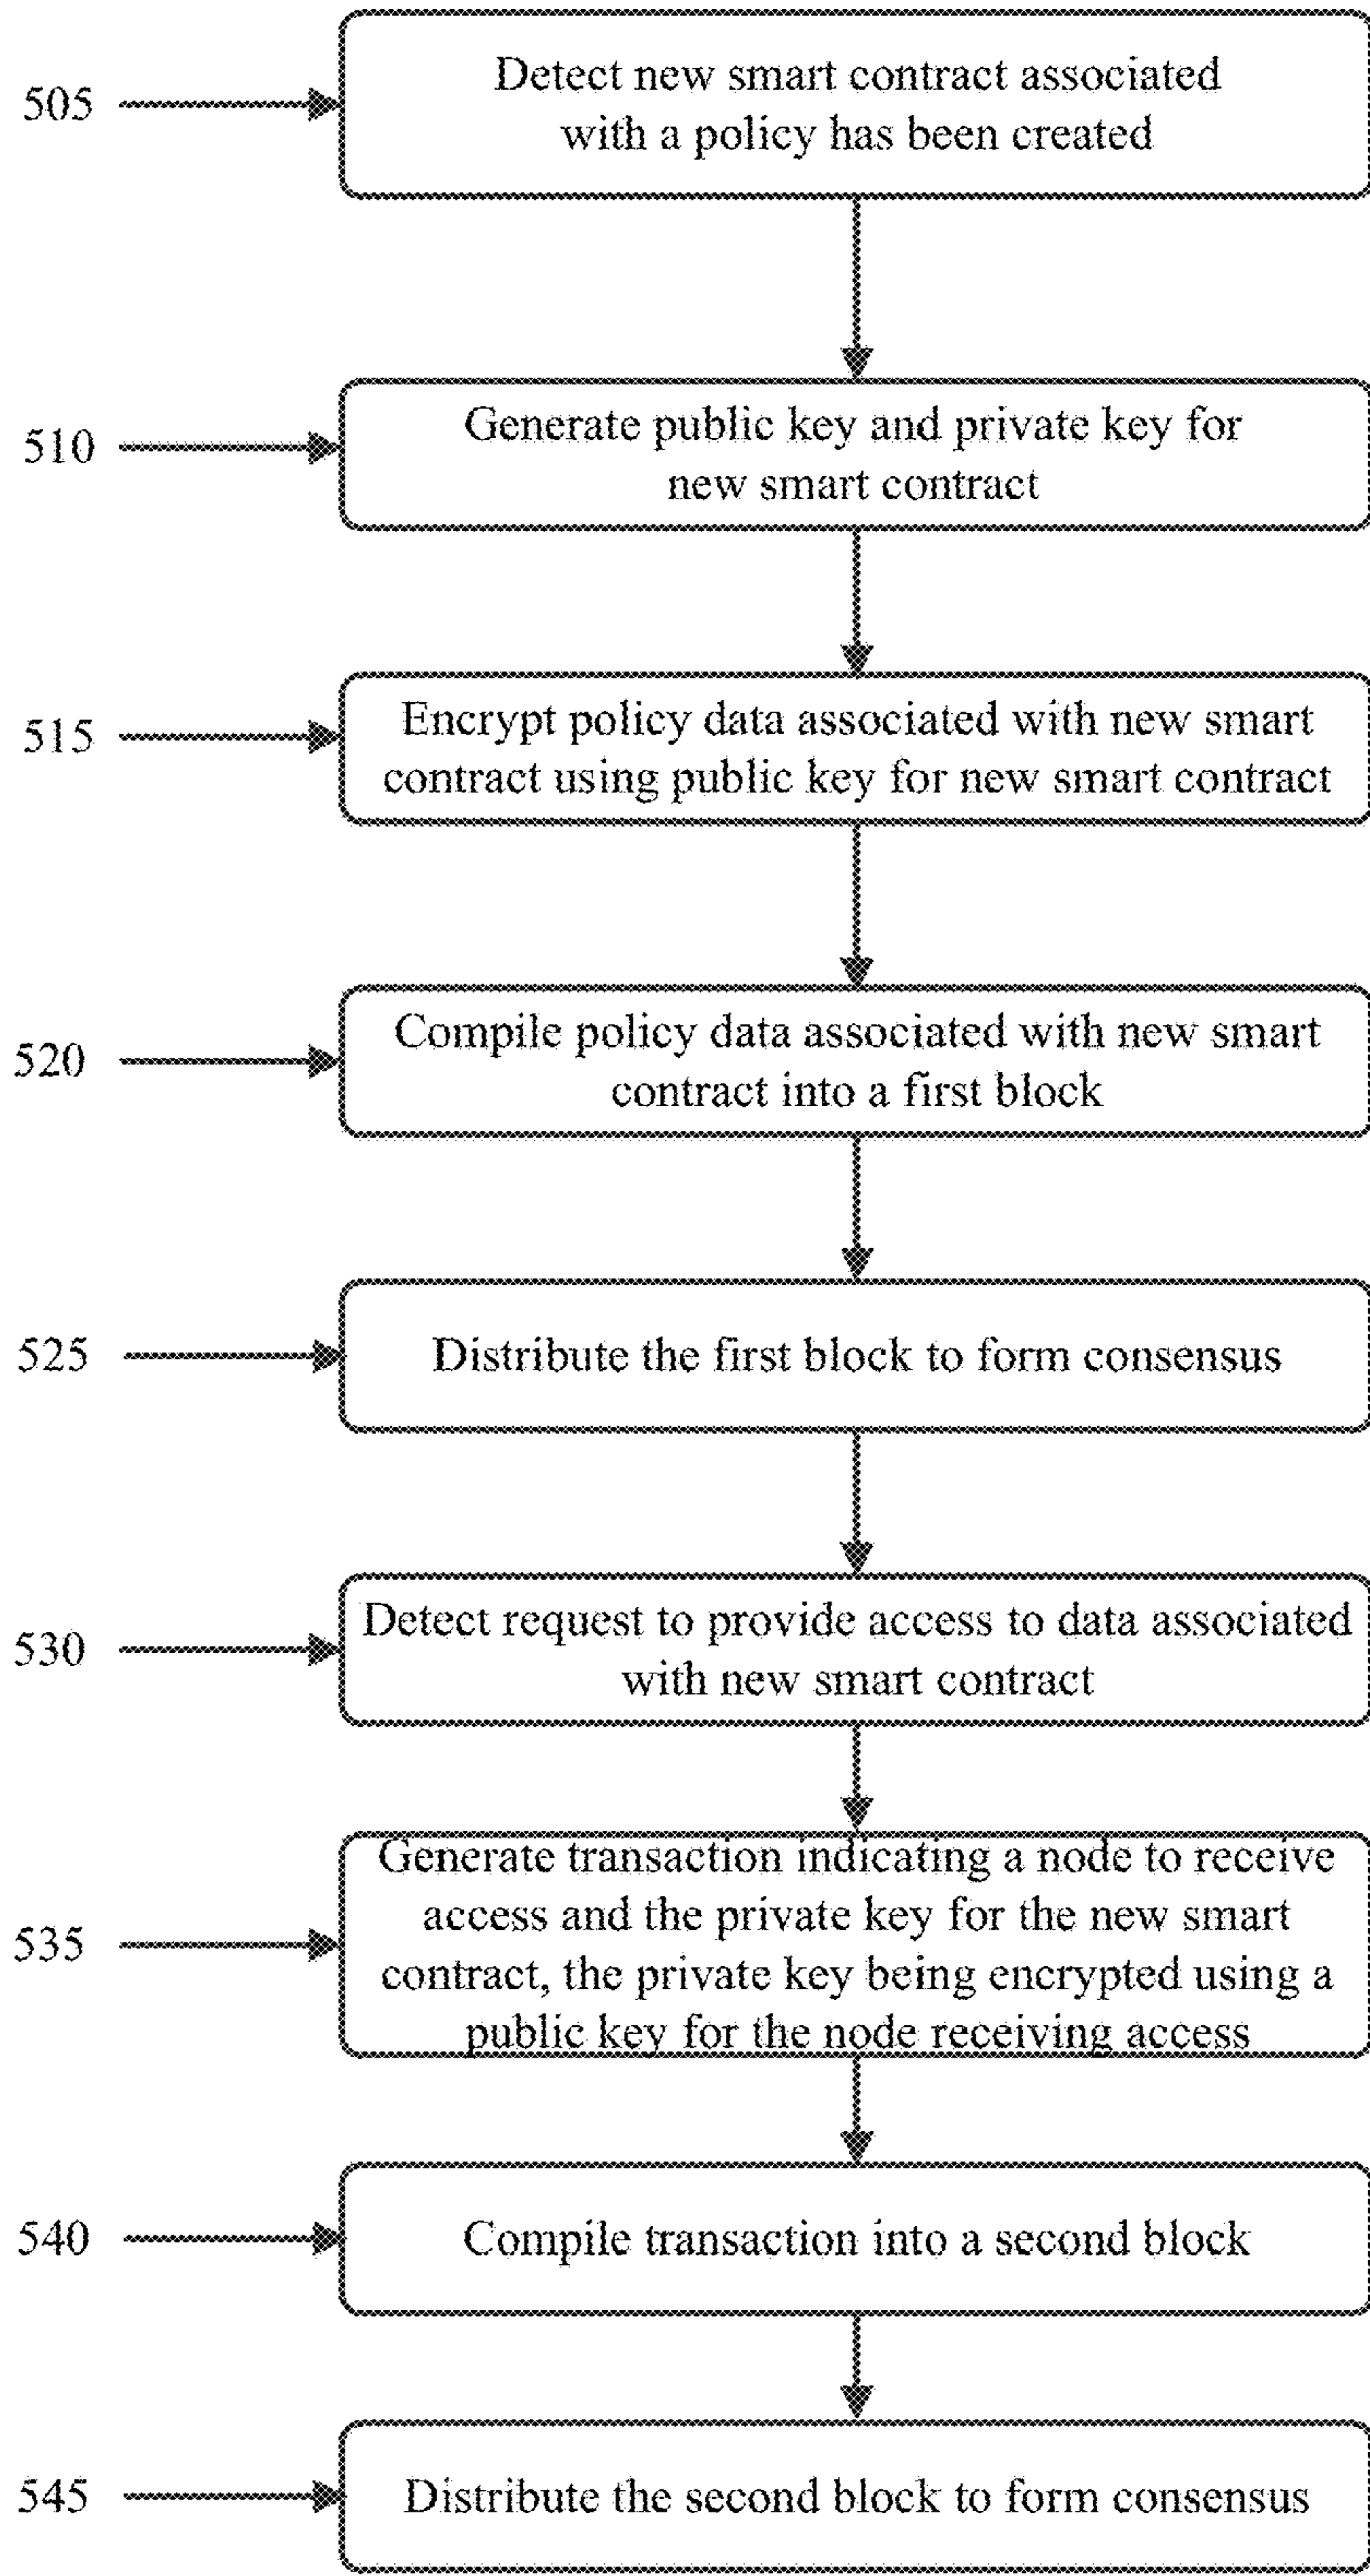 505
Detect new smart contract associated
with a policy has been created
510
Generate public key and private key for
new smart contract
515
Encrypt policy data associated with new smart
contract using public key for new smart contract
520
Compile policy data associated with new smart
contract into a first block
525
Distribute the first block to form consensus
530
Detect request to provide access to data associated
with new smart contract
535
Generate transaction indicating a node to receive
access and the private key for the new smart
contract, the private key being encrypted using a
public key for the node receiving access
540
Compile transaction into a second block
545
Distribute the second block to form consensus